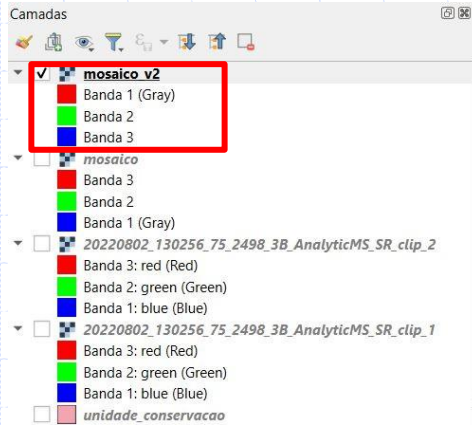 Camadas
mosaico_v2
Banda 1 (Gray)
Banda 2
Banda 3
mosaico
Banda 3
Banda 2
Banda 1 (Gray)
20220802_130256_75_2498_3B_AnalyticMS_SR_clip_2
Banda 3: red (Red)
Banda 2: green (Green)
Banda 1: blue (Blue)
20220802_130256_75_2498_3B_AnalyticMS_SR_clip_1
Banda 3: red (Red)
Banda 2: green (Green)
Banda 1: blue (Blue)
unidade_conservacao